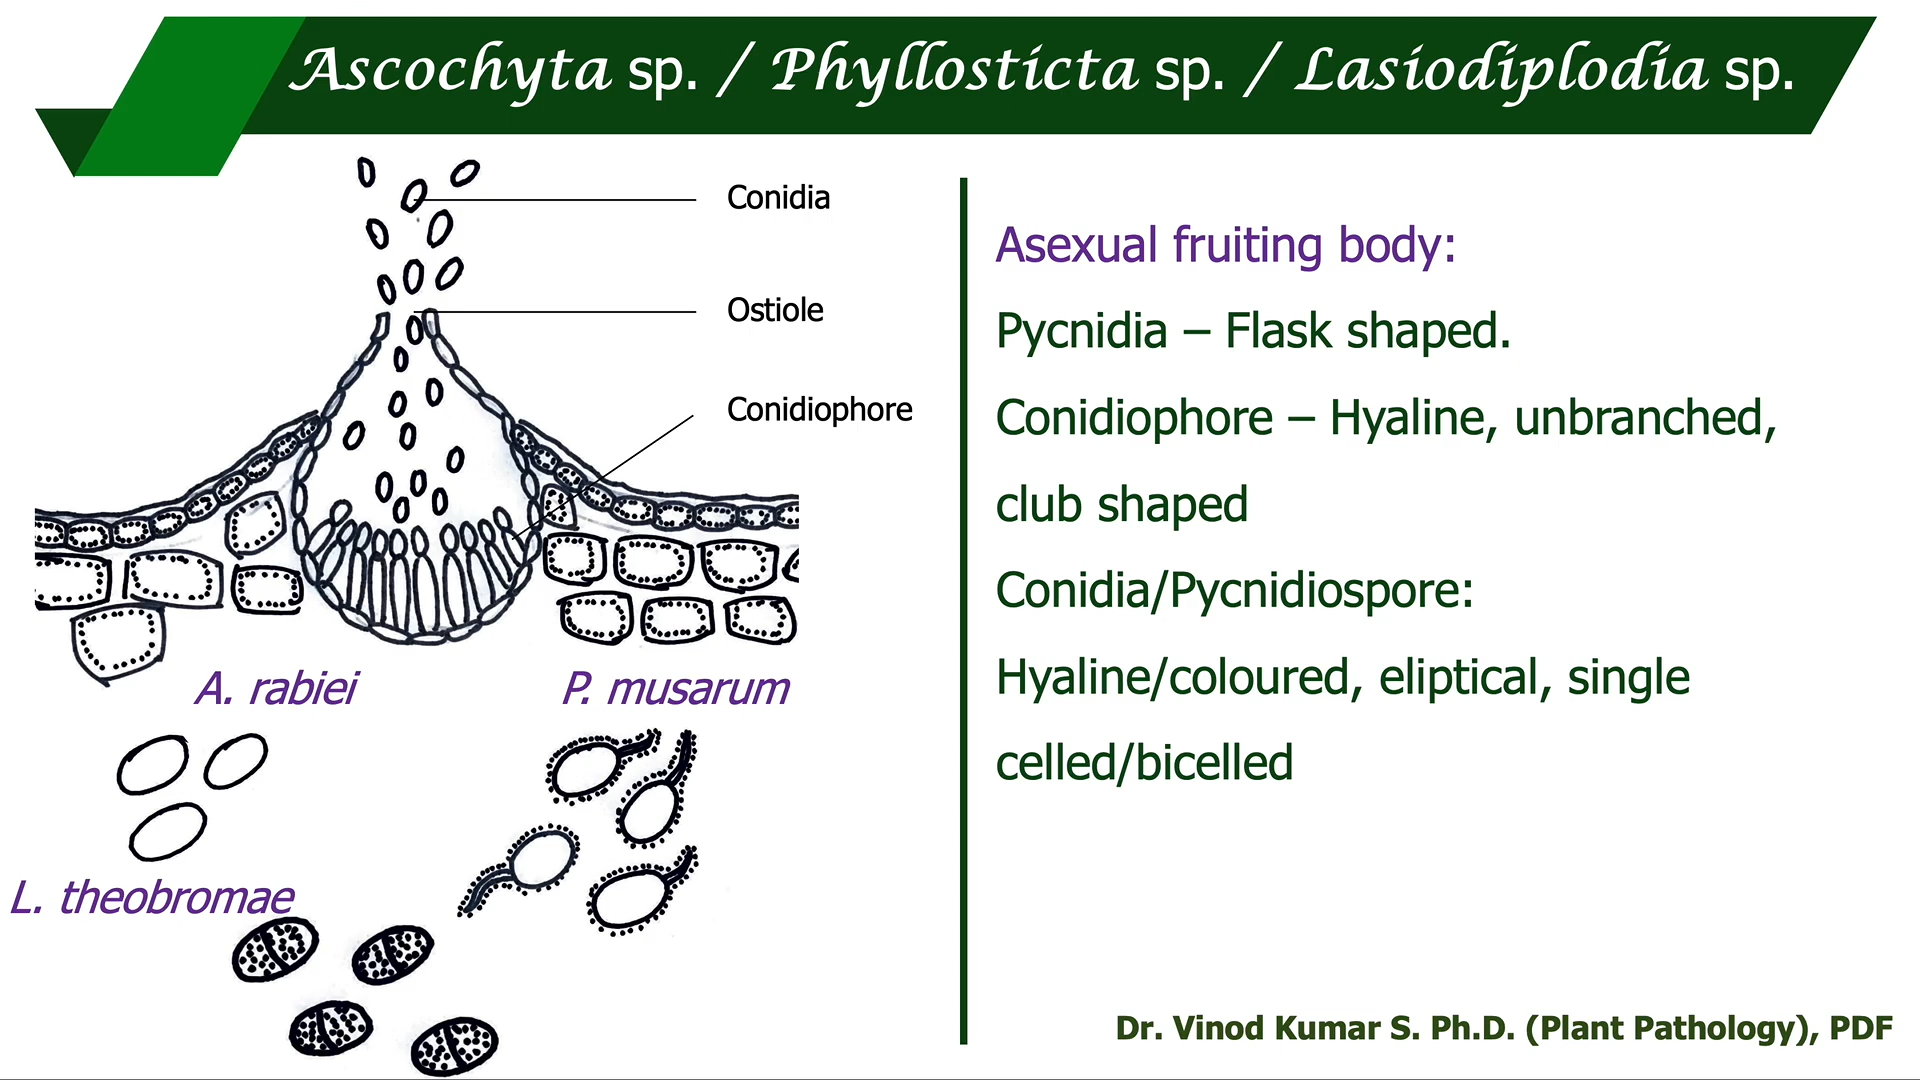 Ascochyta sp. / Phyllosticta sp. / Lasiodiplodia sp.
Conidia
Ostiole
Conidiophore
A. rabiei
P. musarum
L. theobromae
Asexual fruiting body:
Pycnidia – Flask shaped.
Conidiophore – Hyaline, unbranched,
club shaped
Conidia/Pycnidiospore:
Hyaline/coloured, eliptical, single
celled/bicelled
Dr. Vinod Kumar S. Ph.D. (Plant Pathology), PDF